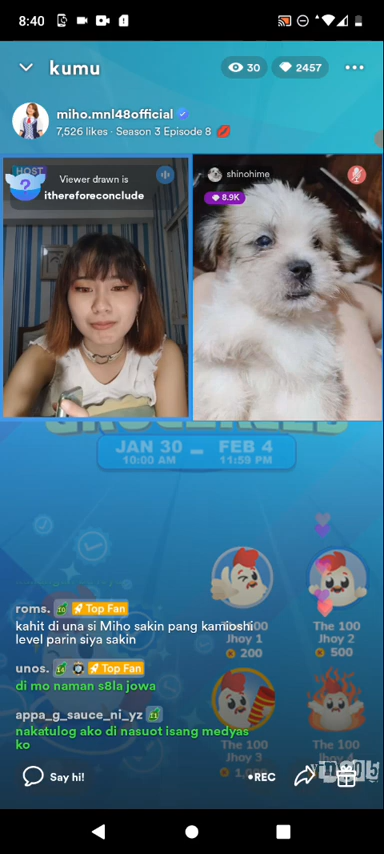 8:40
kumu
30
2457
miho.mnl48official
7,526 likes · Season 3 Episode 8
HOST
Viewer drawn is
ithereforeconclude
shinohime
8.9K
JAN 30 - FEB 4
10:00 AM 11:59 PM
roms. 10 Top Fan
kahit di una si Miho sakin pang kamioshi
level parin siya sakin
The 100
Jhoy 1
200
The 100
Jhoy 2
500
unos. Top Fan
di mo naman s8la jowa
appa_g_sauce_ni_yz
nakatulog ako di nasuot isang medyas
ko
The 100
Jhoy 3
The 100
Say hi!
•REC